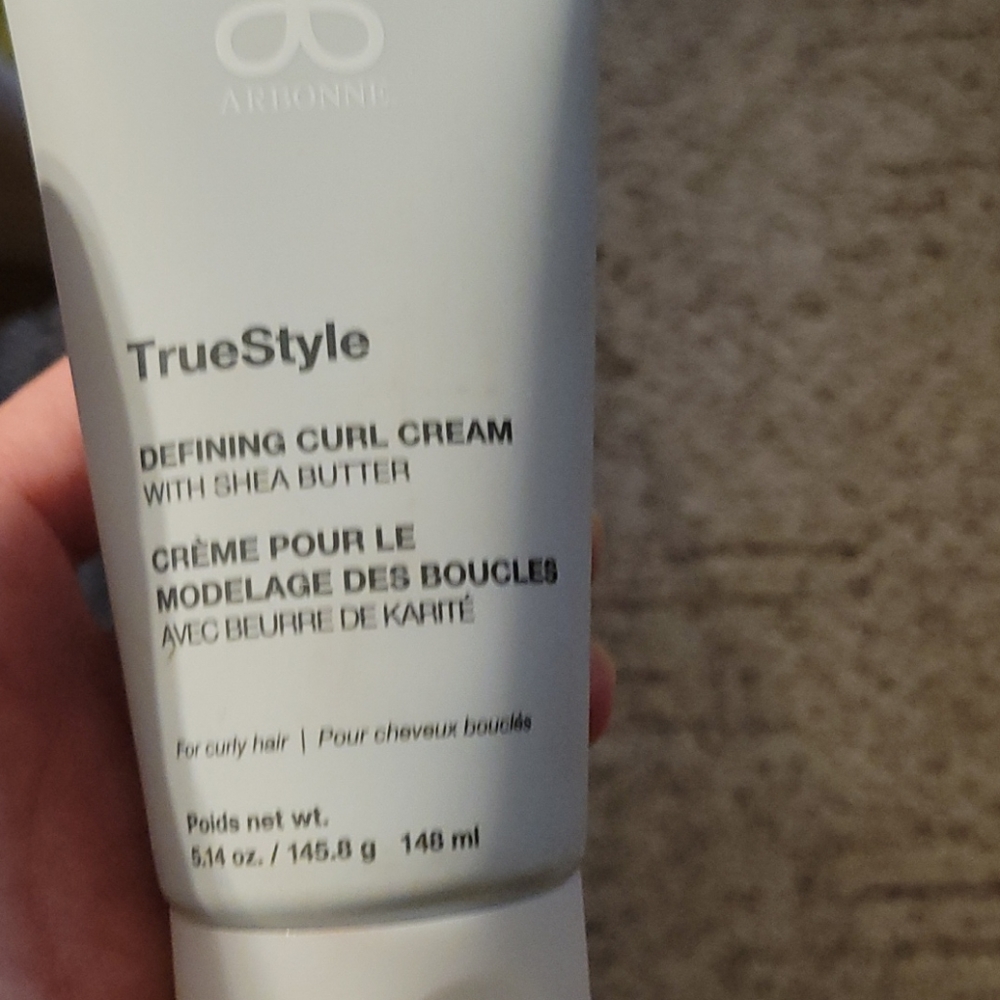 ARBONNE
TrueStyle
DEFINING CURL CREAM
WITH SHEA BUTTER
CRÈME POUR LE
MODELAGE DES BOUCLES
AVEC BEURRE DE KARITÉ
For curly hair | Pour cheveux bouclés
Poids net wt.
5.14 oz. / 145.8 g 148 ml